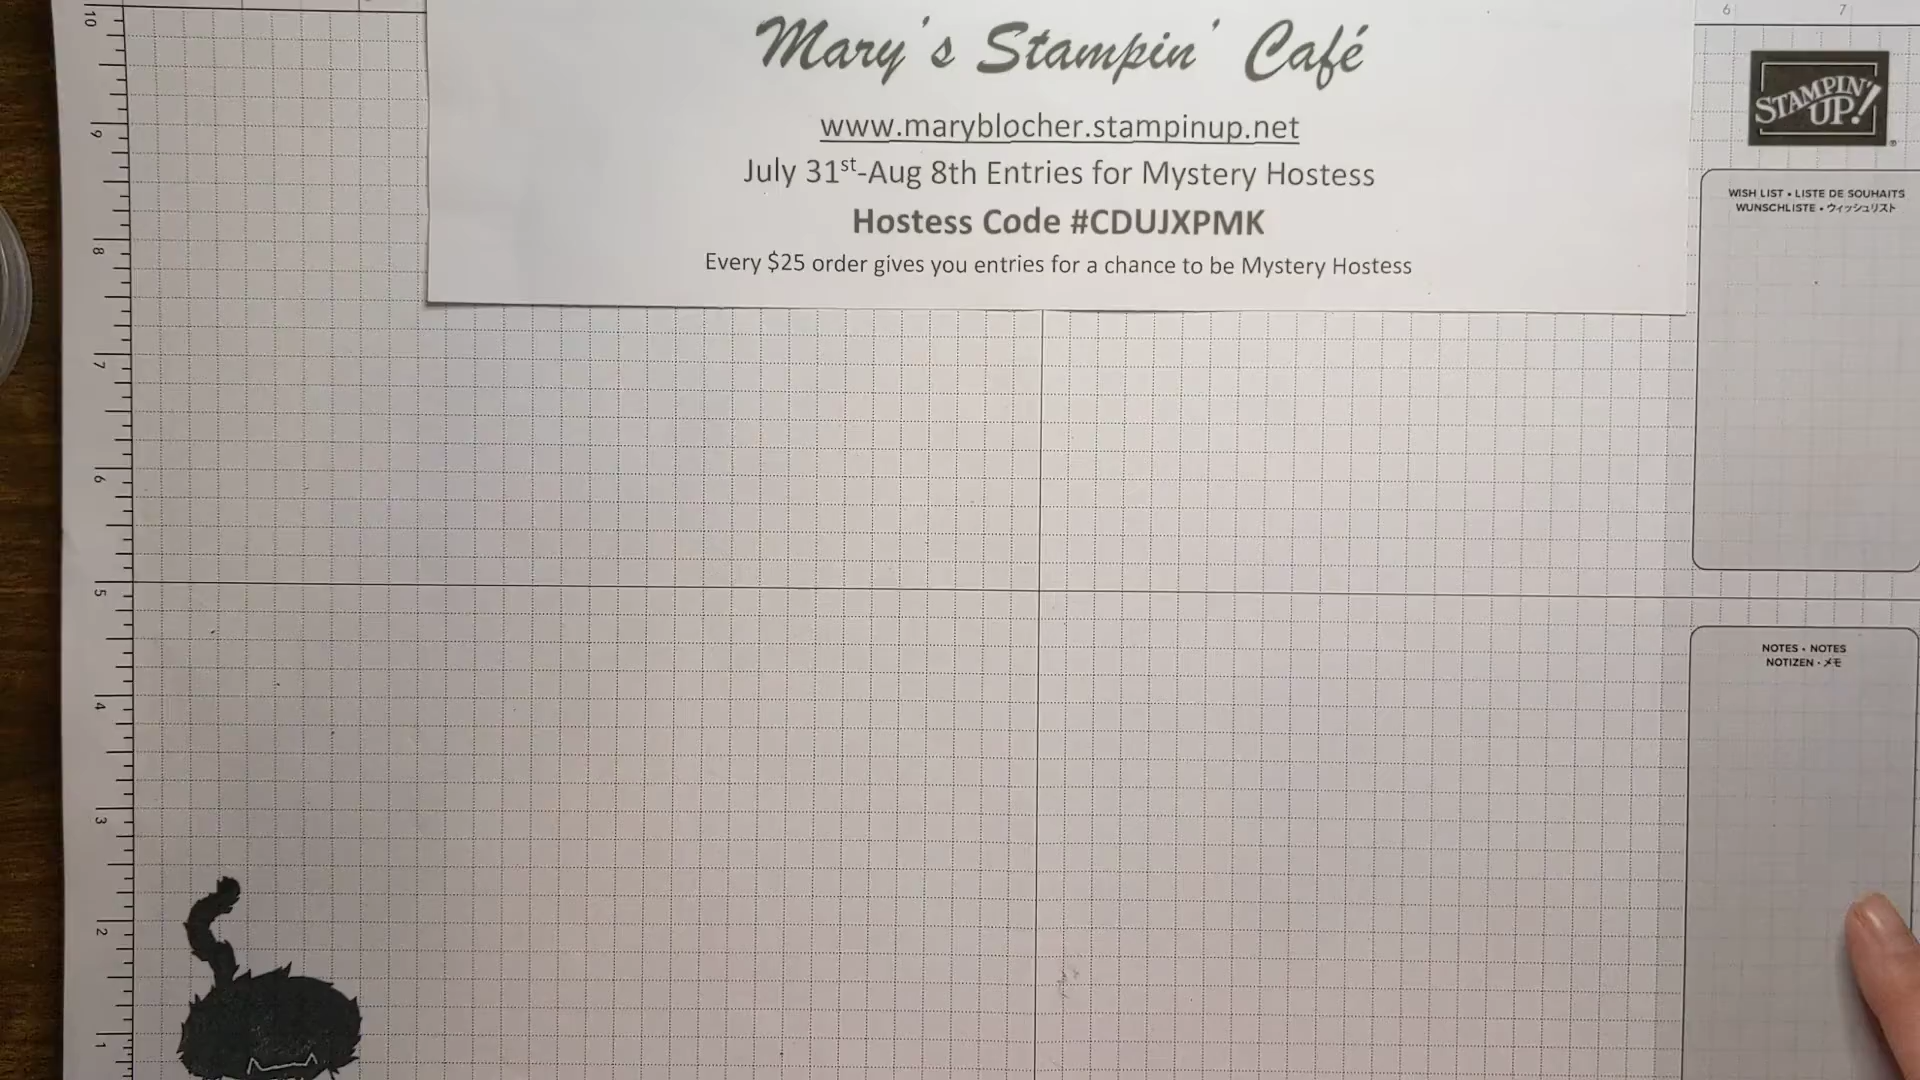 Mary's Stampin' Café
www.maryblocher.stampinup.net
July 31st-Aug 8th Entries for Mystery Hostess
Hostess Code #CDUJXPMK
Every $25 order gives you entries for a chance to be Mystery Hostess
6 7
STAMPIN' UP!®
WISH LIST • LISTE DE SOUHAITS
WUNSCHLISTE • ウィッシュリスト
NOTES • NOTES
NOTIZEN • メモ
10
9
8
7
6
5
4
3
2
1